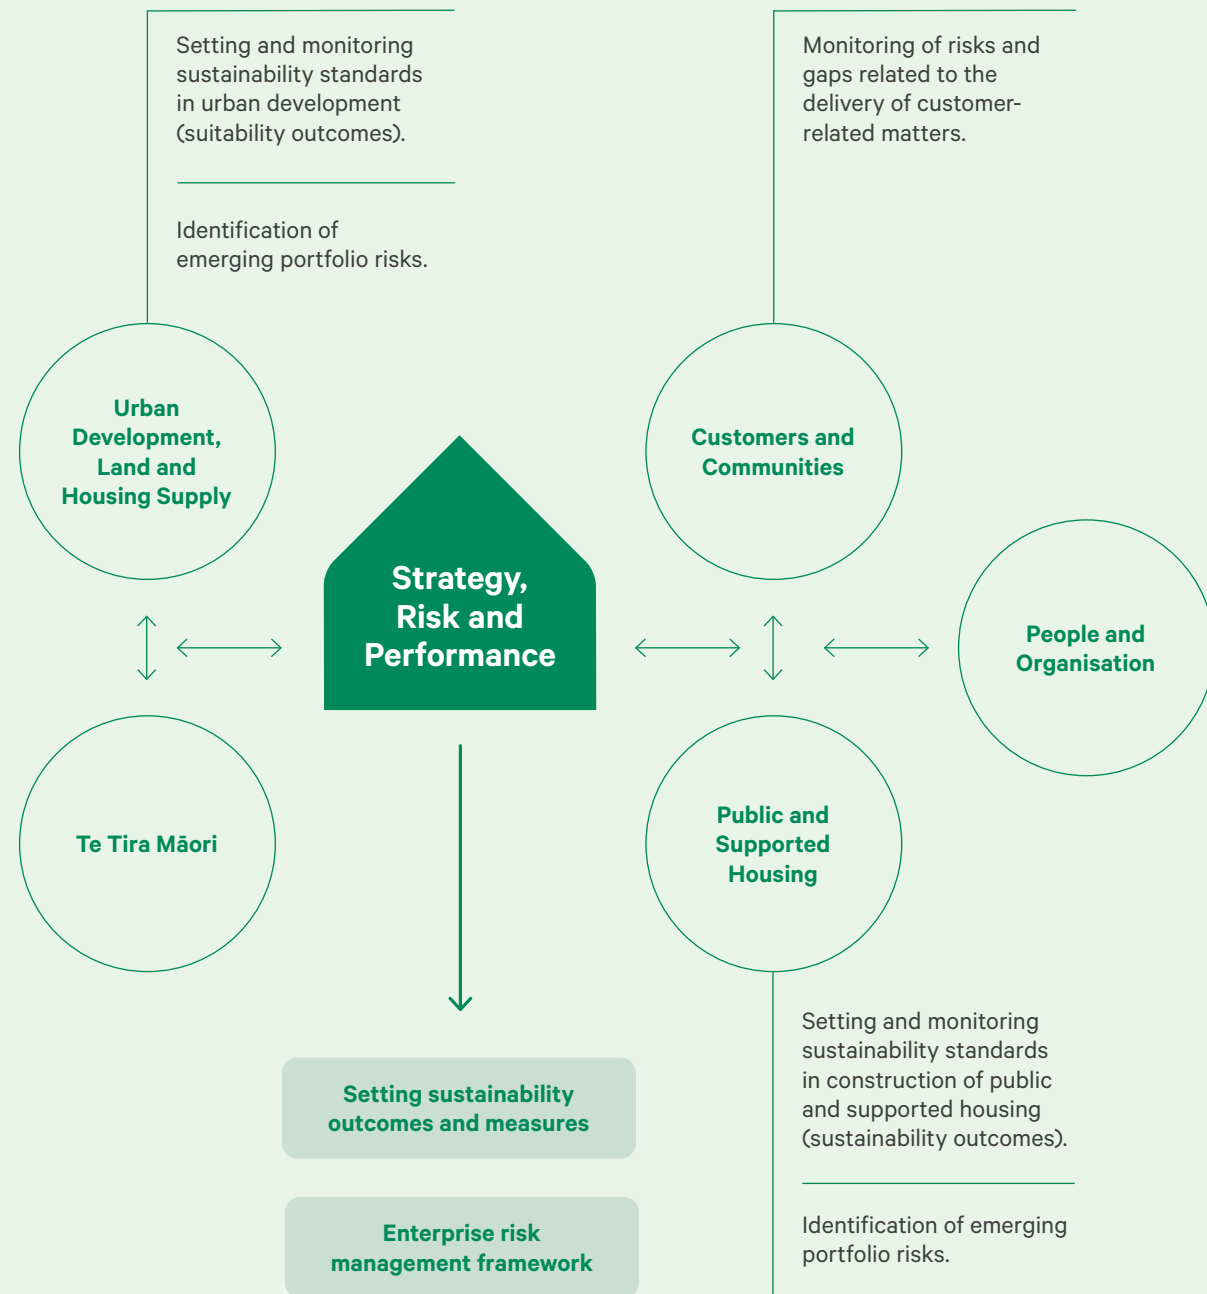 Setting and monitoring
sustainability standards
in urban development
(suitability outcomes).
Identification of
emerging portfolio risks.
Monitoring of risks and
gaps related to the
delivery of customer-
related matters.
Urban
Development,
Land and
Housing Supply
Customers and
Communities
Strategy,
Risk and
Performance
People and
Organisation
Te Tira Māori
Public and
Supported
Housing
Setting and monitoring
sustainability standards
in construction of public
and supported housing
(sustainability outcomes).
Identification of emerging
portfolio risks.
Setting sustainability
outcomes and measures
Enterprise risk
management framework